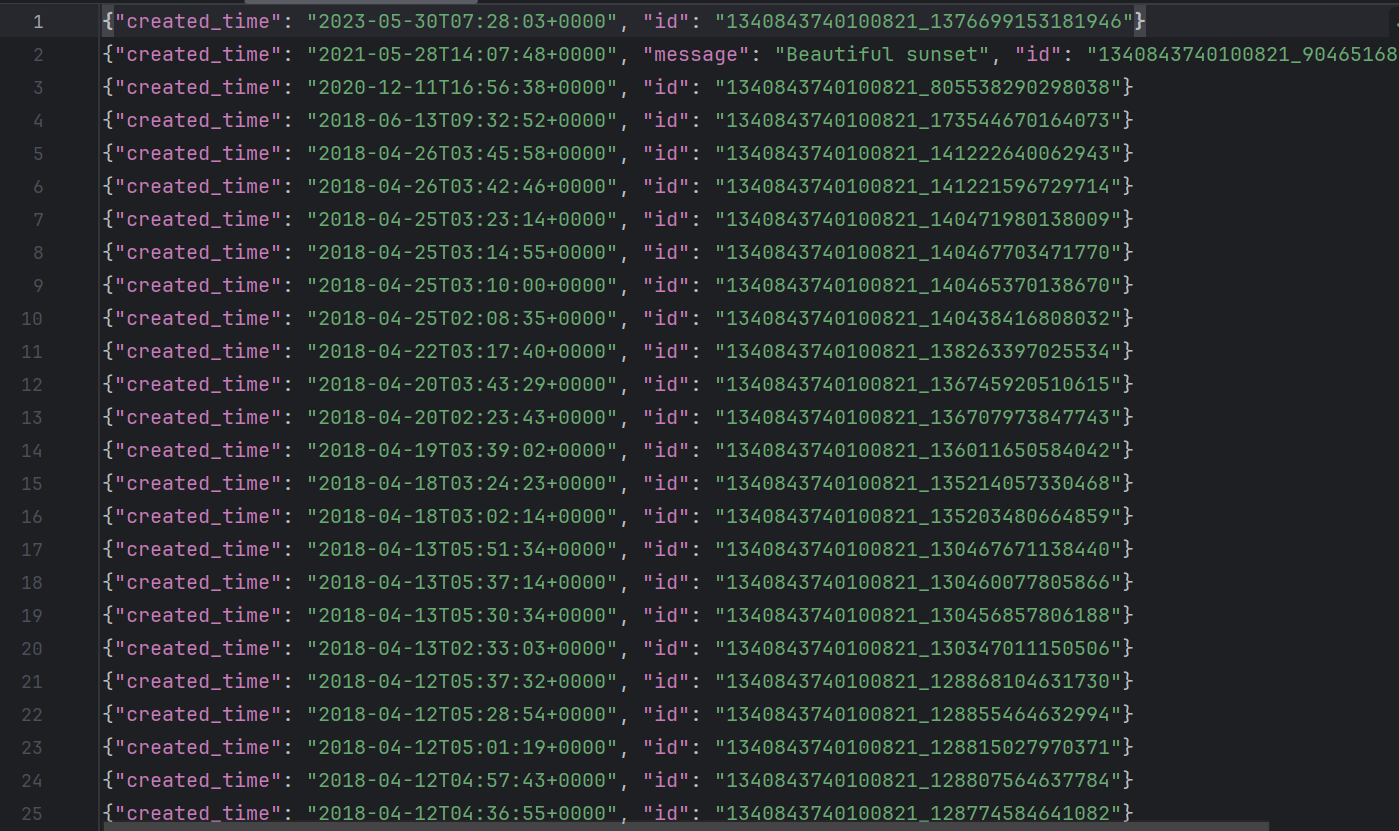 1 {"created_time": "2023-05-30T07:28:03+0000", "id": "1340843740100821_1376699153181946"}
2 {"created_time": "2021-05-28T14:07:48+0000", "message": "Beautiful sunset", "id": "1340843740100821_90465168
3 {"created_time": "2020-12-11T16:56:38+0000", "id": "1340843740100821_805538290298038"}
4 {"created_time": "2018-06-13T09:32:52+0000", "id": "1340843740100821_173544670164073"}
5 {"created_time": "2018-04-26T03:45:58+0000", "id": "1340843740100821_141222640062943"}
6 {"created_time": "2018-04-26T03:42:46+0000", "id": "1340843740100821_141221596729714"}
7 {"created_time": "2018-04-25T03:23:14+0000", "id": "1340843740100821_140471980138009"}
8 {"created_time": "2018-04-25T03:14:55+0000", "id": "1340843740100821_140467703471770"}
9 {"created_time": "2018-04-25T03:10:00+0000", "id": "1340843740100821_140465370138670"}
10 {"created_time": "2018-04-25T02:08:35+0000", "id": "1340843740100821_140438416808032"}
11 {"created_time": "2018-04-22T03:17:40+0000", "id": "1340843740100821_138263397025534"}
12 {"created_time": "2018-04-20T03:43:29+0000", "id": "1340843740100821_136745920510615"}
13 {"created_time": "2018-04-20T02:23:43+0000", "id": "1340843740100821_136707973847743"}
14 {"created_time": "2018-04-19T03:39:02+0000", "id": "1340843740100821_136011650584042"}
15 {"created_time": "2018-04-18T03:24:23+0000", "id": "1340843740100821_135214057330468"}
16 {"created_time": "2018-04-18T03:02:14+0000", "id": "1340843740100821_135203480664859"}
17 {"created_time": "2018-04-13T05:51:34+0000", "id": "1340843740100821_130467671138440"}
18 {"created_time": "2018-04-13T05:37:14+0000", "id": "1340843740100821_130460077805866"}
19 {"created_time": "2018-04-13T05:30:34+0000", "id": "1340843740100821_130456857806188"}
20 {"created_time": "2018-04-13T02:33:03+0000", "id": "1340843740100821_130347011150506"}
21 {"created_time": "2018-04-12T05:37:32+0000", "id": "1340843740100821_128868104631730"}
22 {"created_time": "2018-04-12T05:28:54+0000", "id": "1340843740100821_128855464632994"}
23 {"created_time": "2018-04-12T05:01:19+0000", "id": "1340843740100821_128815027970371"}
24 {"created_time": "2018-04-12T04:57:43+0000", "id": "1340843740100821_128807564637784"}
25 {"created_time": "2018-04-12T04:36:55+0000", "id": "1340843740100821_128774584641082"}